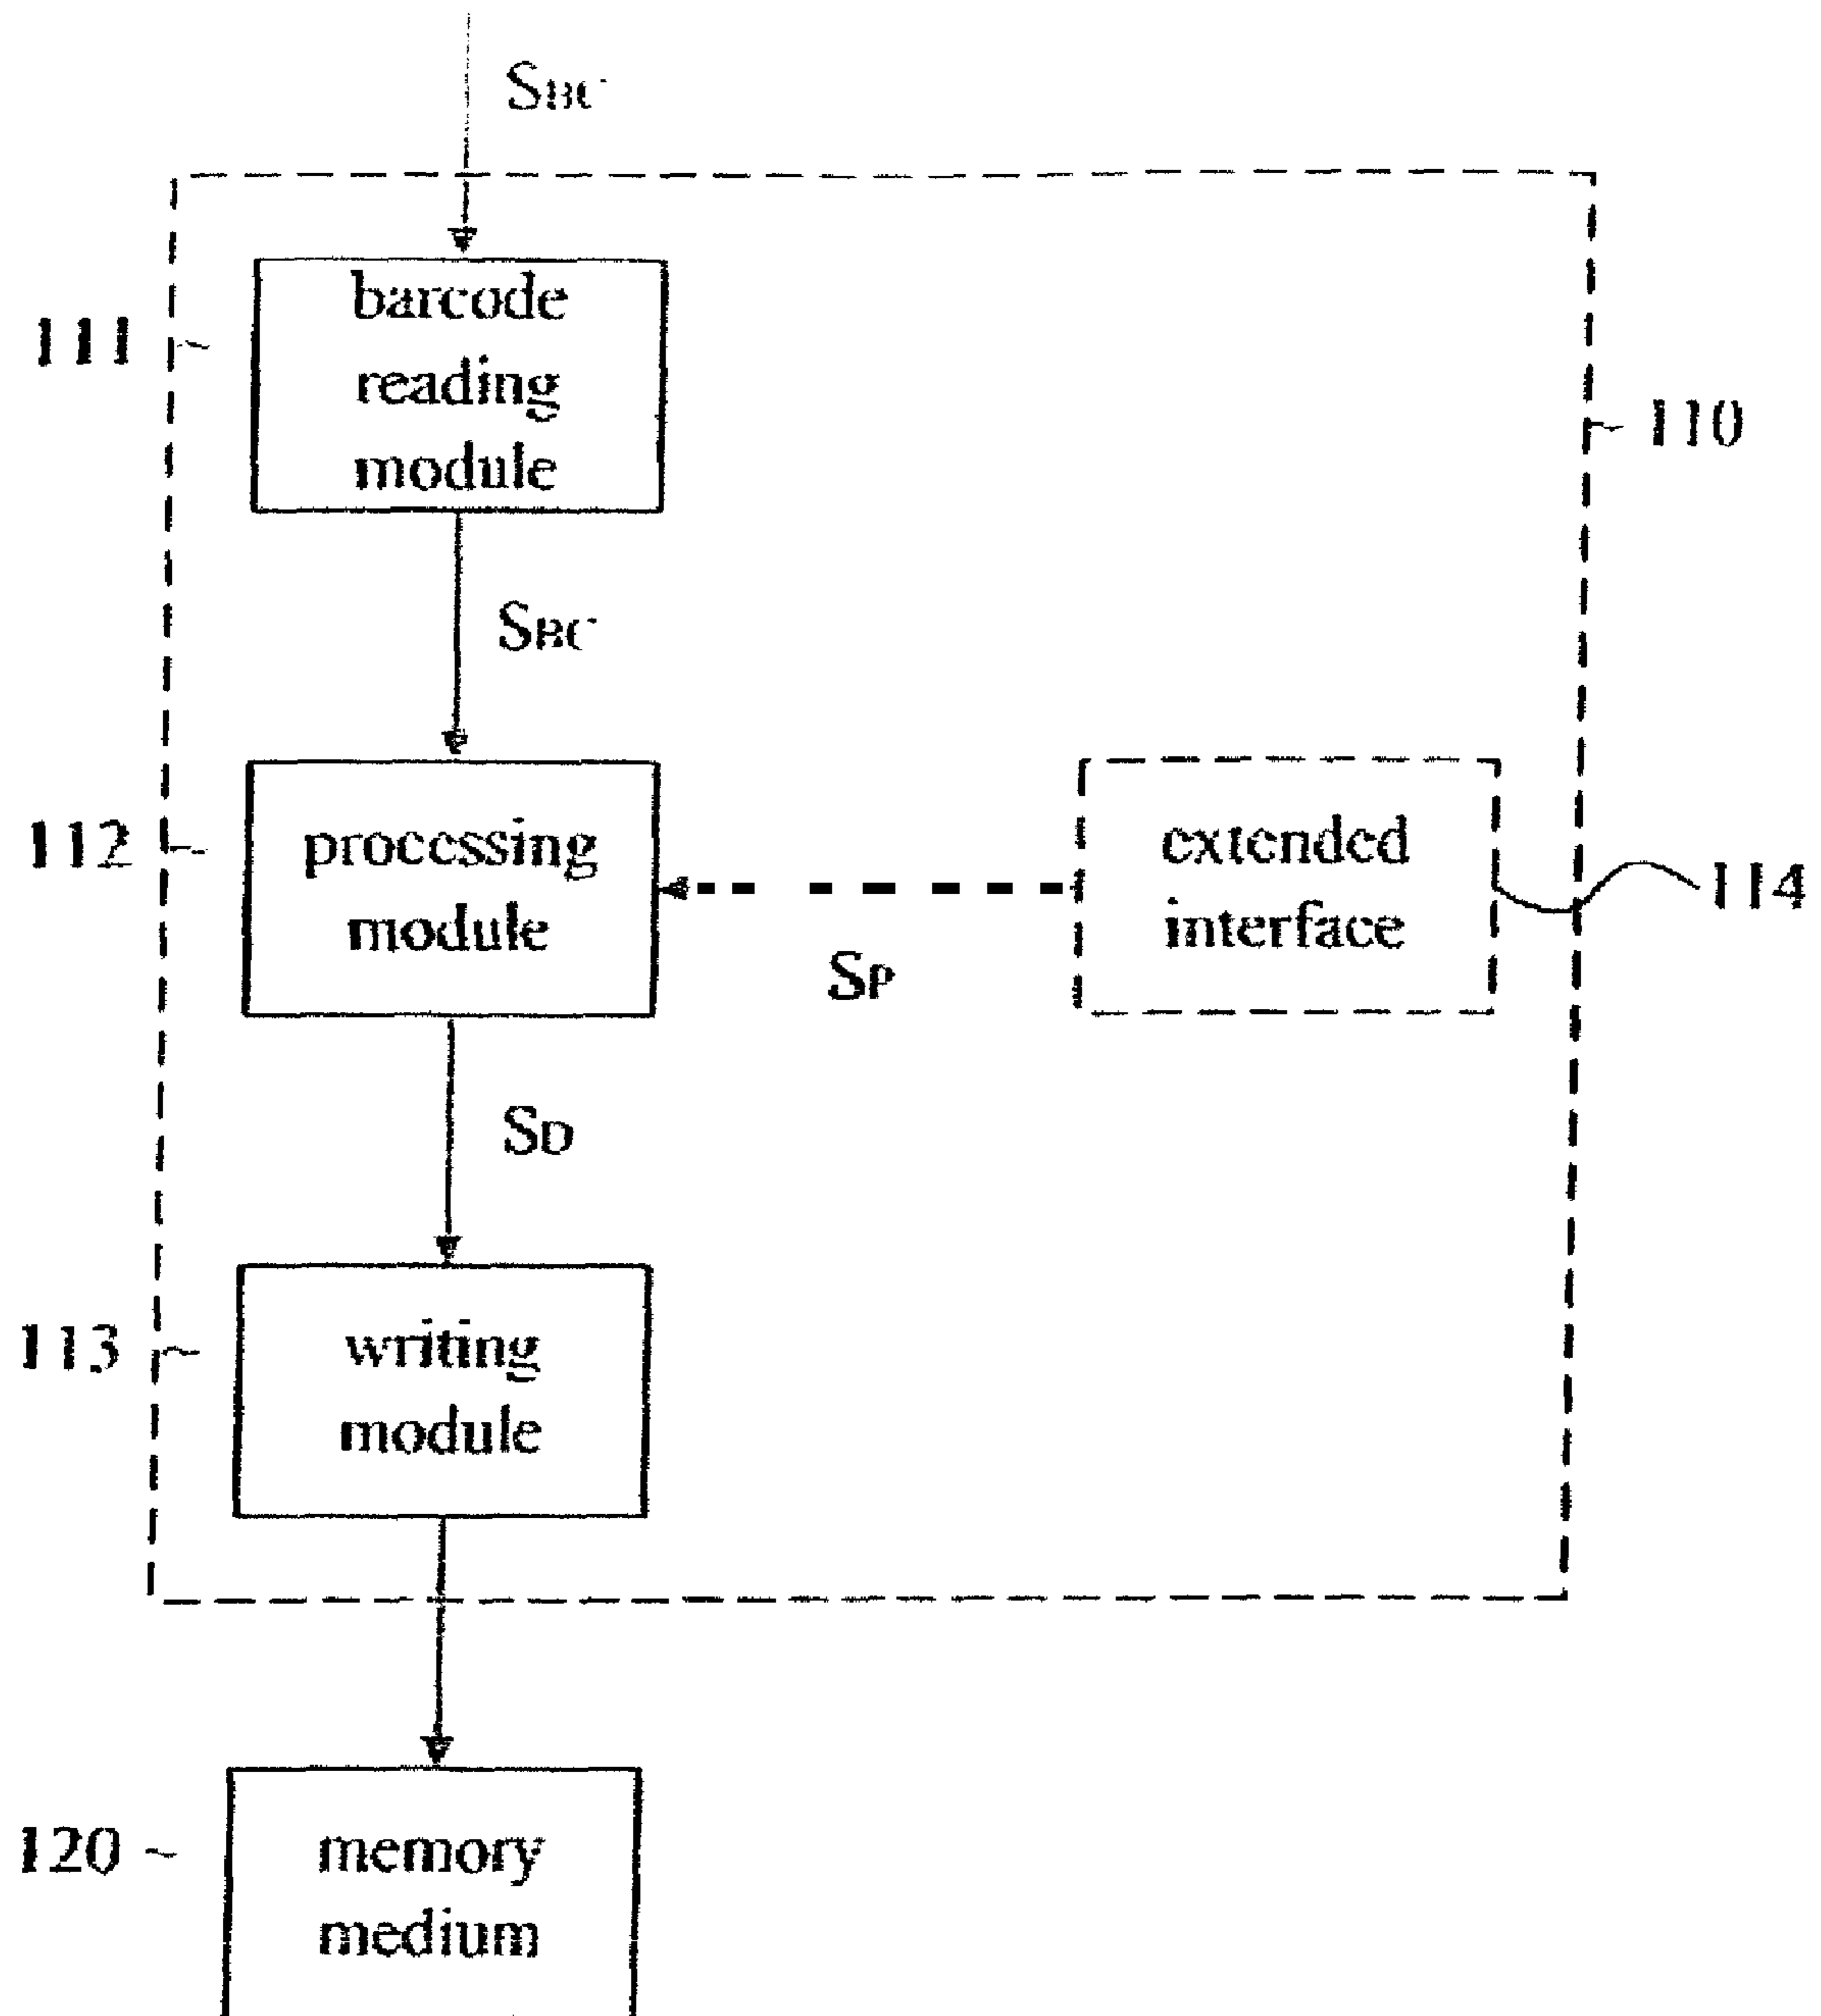 SBC
barcode
reading
module
111
110
SBC
processing
module
112
extended
interface
114
SP
SD
writing
module
113
memory
medium
120